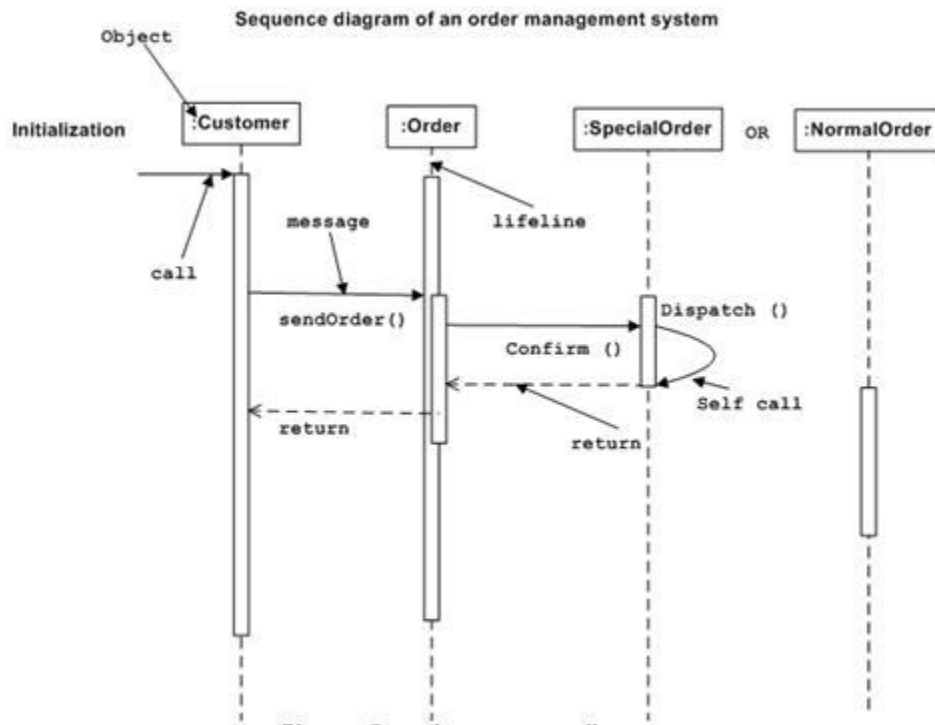 Sequence diagram of an order management system
Object
Initialization
:Customer
:Order
:SpecialOrder
OR
:NormalOrder
message
lifeline
call
sendOrder()
Dispatch ()
Confirm ()
Self call
return
return